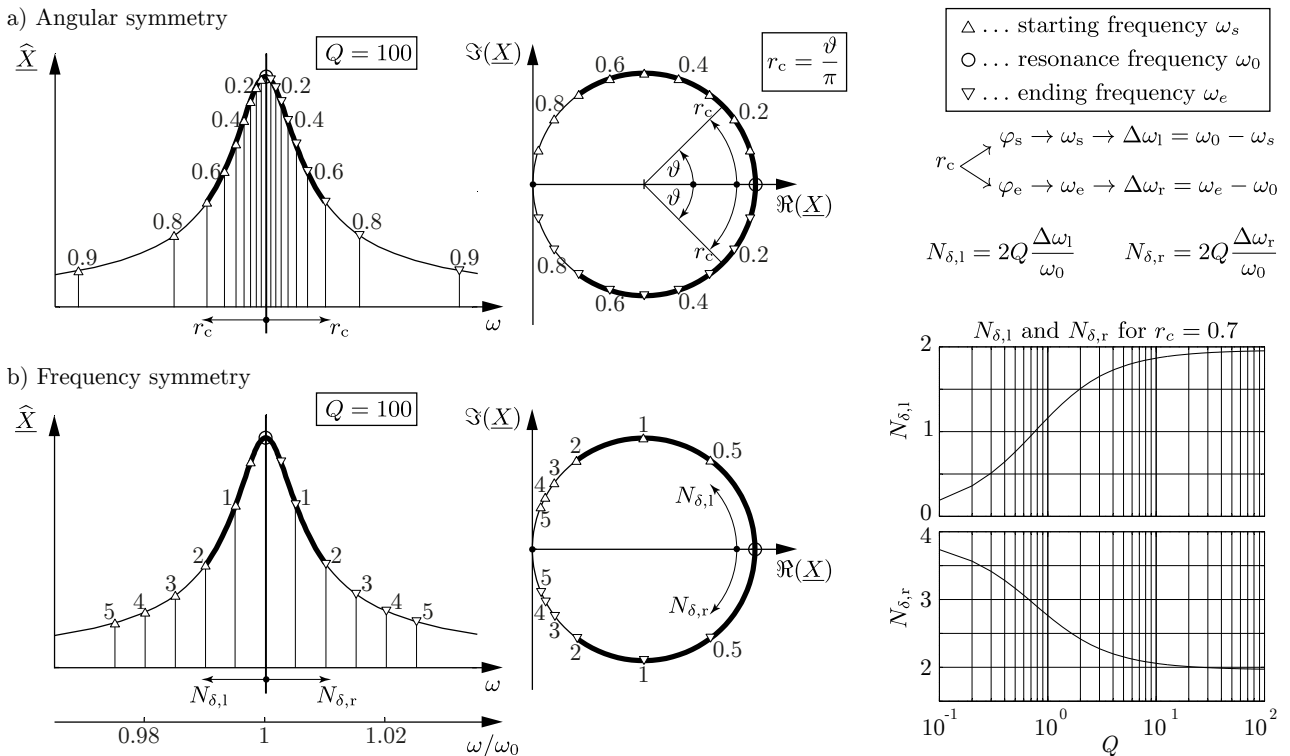 a) Angular symmetry
X̂
Q = 100
0.2
0.2
0.4
0.4
0.6
0.6
0.8
0.8
0.9
0.9
r_c
r_c
ω
ℑ(X)
r_c = ϑ/π
0.6
0.4
0.8
0.2
r_c
ϑ
ϑ
ℜ(X)
r_c
0.8
0.2
0.6
0.4
△ ... starting frequency ω_s
○ ... resonance frequency ω_0
▽ ... ending frequency ω_e
φ_s → ω_s → Δω_l = ω_0 − ω_s
r_c
φ_e → ω_e → Δω_r = ω_e − ω_0
N_δ,l = 2Q Δω_l/ω_0
N_δ,r = 2Q Δω_r/ω_0
b) Frequency symmetry
X̂
Q = 100
1
1
2
2
3
3
4
4
5
5
N_δ,l
N_δ,r
ω
0.98
1
1.02
ω/ω_0
ℑ(X)
1
2
0.5
3
4
5
N_δ,l
ℜ(X)
N_δ,r
5
4
3
2
0.5
1
N_δ,l and N_δ,r for r_c = 0.7
2
1
0
N_δ,l
4
3
2
N_δ,r
10^-1
10^0
10^1
10^2
Q